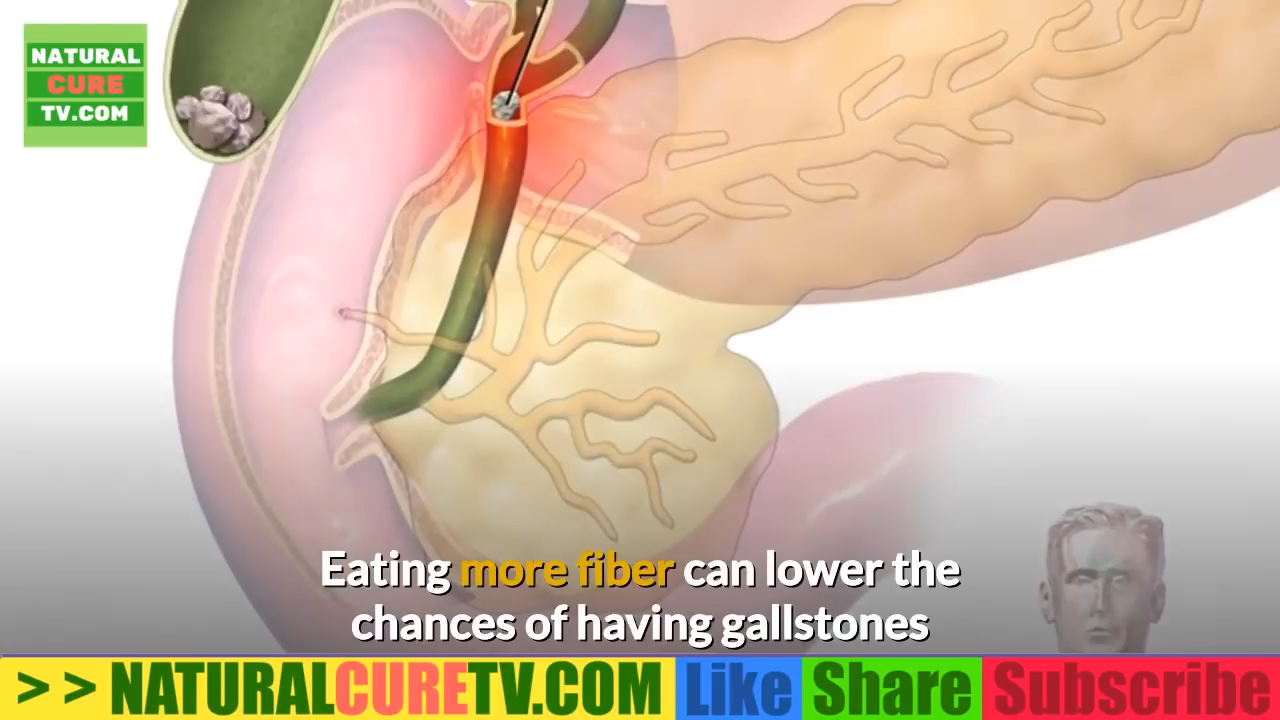 NATURAL
CURE
TV.COM
Eating more fiber can lower the
chances of having gallstones
> > NATURALCURETV.COM Like Share Subscribe